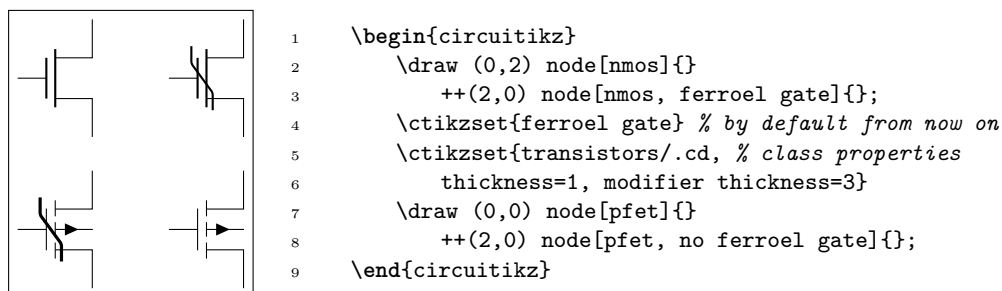 1 \begin{circuitikz}
2 \draw (0,2) node[nmos]{}
3 ++(2,0) node[nmos, ferroel gate]{};
4 \ctikzset{ferroel gate} % by default from now on
5 \ctikzset{transistors/.cd, % class properties
6 thickness=1, modifier thickness=3}
7 \draw (0,0) node[pfet]{}
8 ++(2,0) node[pfet, no ferroel gate]{};
9 \end{circuitikz}